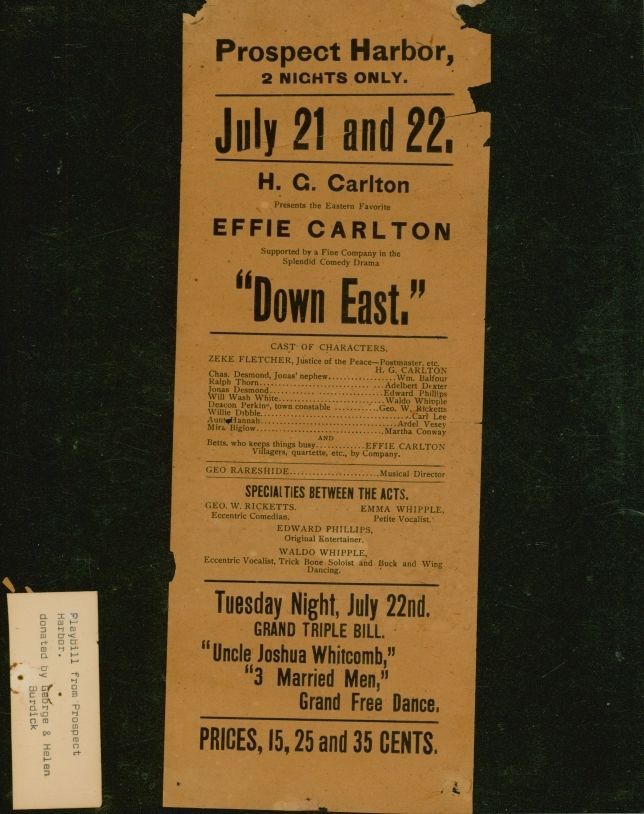 Prospect Harbor,
2 NIGHTS ONLY.
July 21 and 22.
H. G. Carlton
Presents the Eastern Favorite
EFFIE CARLTON
Supported by a Fine Company in the
Splendid Comedy Drama
"Down East."
CAST OF CHARACTERS.
ZEKE FLETCHER, Justice of the Peace—Postmaster, etc.
H. G. CARLTON
Chas. Desmond, Jonas' nephew Wm. Balfour
Ralph Thorn Adelbert Dexter
Jonas Desmond Edward Phillips
Will Wash White Waldo Whipple
Deacon Perkins, town constable Geo. W. Ricketts
Willie Dibble Carl Lee
Aunt Hannah Ardel Vesey
Mira Biglow Martha Conway
AND
Betts, who keeps things busy EFFIE CARLTON
Villagers, quartette, etc., by Company.
GEO RARESHIDE Musical Director
SPECIALTIES BETWEEN THE ACTS.
GEO. W. RICKETTS. EMMA WHIPPLE,
Eccentric Comedian. Petite Vocalist.
EDWARD PHILLIPS,
Original Entertainer.
WALDO WHIPPLE,
Eccentric Vocalist, Trick Bone Soloist and Buck and Wing
Dancing.
Tuesday Night, July 22nd.
GRAND TRIPLE BILL.
"Uncle Joshua Whitcomb,"
"3 Married Men,"
Grand Free Dance.
PRICES, 15, 25 and 35 CENTS.
Playbill from Prospect
Harbor.
donated by George & Helen
Burdick